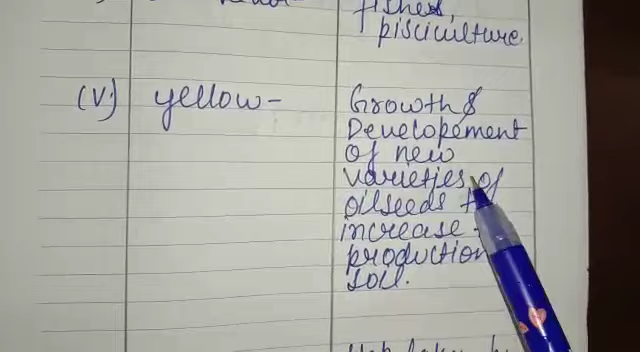 fishes,
pisciculture.
(V.) yellow - Growth &
Developement
of new
varieties of
oilseeds
increase
production
soil.